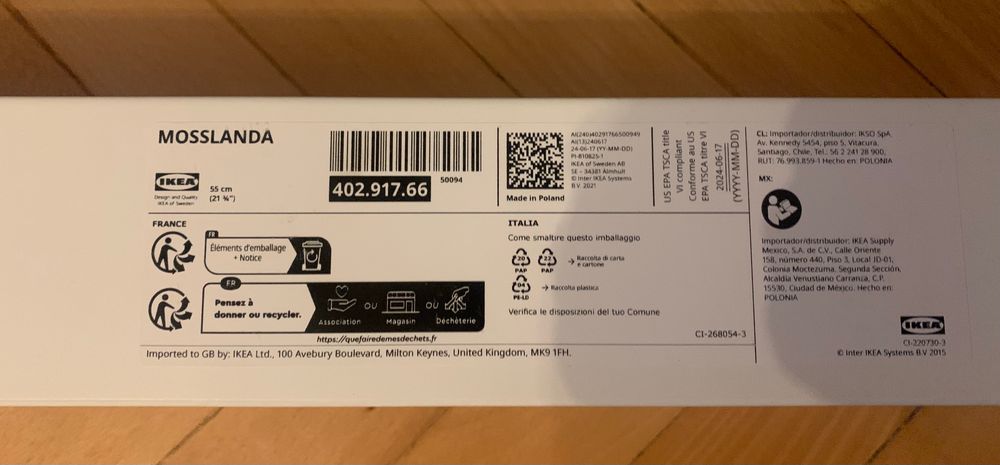 MOSSLANDA
IKEA
Design and Quality
IKEA of Sweden
55 cm
(21 ⅝")
402.917.66
50094
AI(240)40291766500949
AI(13)240617
24-06-17 (YY-MM-DD)
PI-810825-1
IKEA of Sweden AB
SE - 34381 Älmhult
© Inter IKEA Systems
B.V. 2021
Made in Poland
US EPA TSCA title
VI compliant
Conforme au US
EPA TSCA titre VI
2024-06-17
(YYYY-MM-DD)
CL: Importador/distribuidor: IKSO SpA,
Av. Kennedy 5454, piso 5, Vitacura,
Santiago, Chile, Tel.: 56 2 241 28 900,
RUT: 76.993.859-1 Hecho en: POLONIA
MX:
Importador/distribuidor: IKEA Supply
Mexico, S.A. de C.V., Calle Oriente
158, número 440, Piso 3, Local JD-01,
Colonia Moctezuma, Segunda Sección,
Alcaldía Venustiano Carranza, C.P.
15530, Ciudad de México. Hecho en:
POLONIA
IKEA
CI-220730-3
© Inter IKEA Systems B.V 2015
FRANCE
FR
Éléments d'emballage
+ Notice
FR
Pensez à
donner ou recycler.
Association
OU
Magasin
OU
Déchèterie
https://quefairedemesdechets.fr
ITALIA
Come smaltire questo imballaggio
20
PAP
22
PAP
→ Raccolta di carta
e cartone
04
PE-LD
→ Raccolta plastica
Verifica le disposizioni del tuo Comune
CI-268054-3
Imported to GB by: IKEA Ltd., 100 Avebury Boulevard, Milton Keynes, United Kingdom, MK9 1FH.